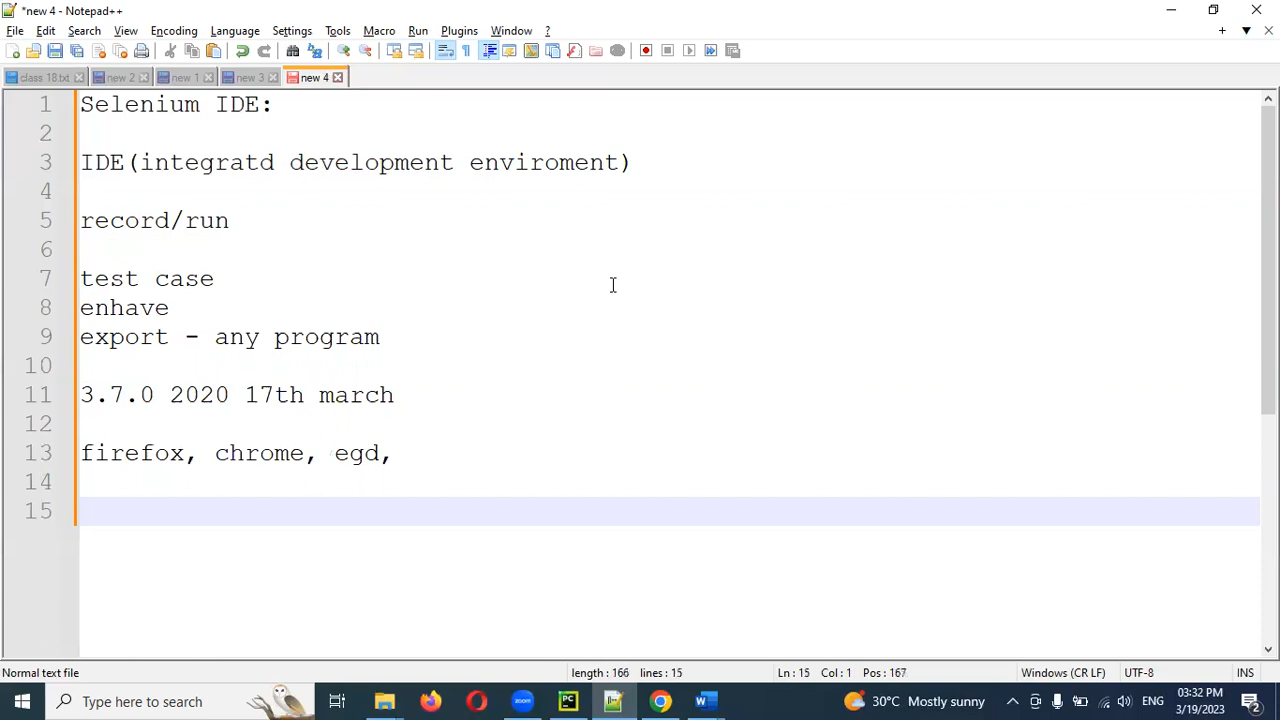 *new 4 - Notepad++
File Edit Search View Encoding Language Settings Tools Macro Run Plugins Window ?
class 18.txt new 2 new 1 new 3 new 4
1 Selenium IDE:
2
3 IDE(integratd development enviroment)
4
5 record/run
6
7 test case
8 enhave
9 export - any program
10
11 3.7.0 2020 17th march
12
13 firefox, chrome, egd,
14
15
Normal text file length : 166 lines : 15 Ln : 15 Col : 1 Pos : 167 Windows (CR LF) UTF-8 INS
Type here to search zoom PC W 30°C Mostly sunny ENG 03:32 PM
3/19/2023 2